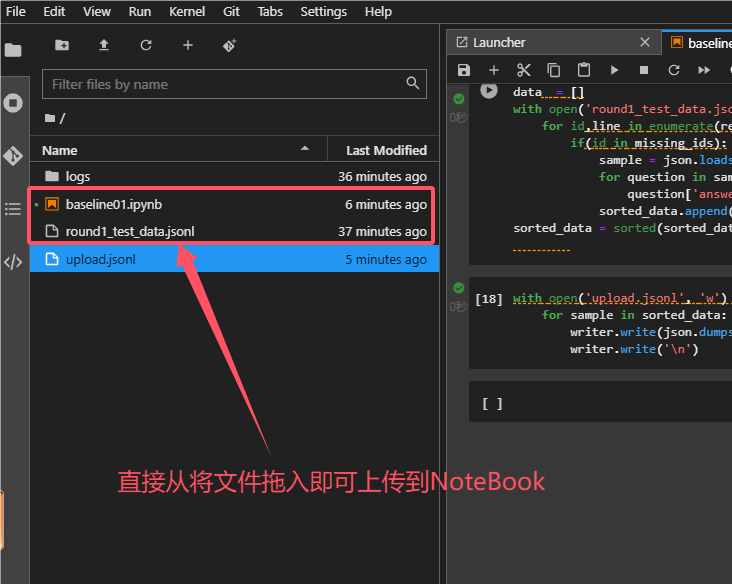 File Edit View Run Kernel Git Tabs Settings Help
Filter files by name
/
Name Last Modified
logs 36 minutes ago
baseline01.ipynb 6 minutes ago
round1_test_data.jsonl 37 minutes ago
upload.jsonl 5 minutes ago
直接从将文件拖入即可上传到NoteBook
Launcher baseline
data = []
with open('round1_test_data.jso
for id,line in enumerate(re
if(id in missing_ids):
sample = json.loads
for question in sam
question['answe
sorted_data.append(
sorted_data = sorted(sorted_dat
0秒
[18] with open('upload.jsonl', 'w')
for sample in sorted_data:
writer.write(json.dumps
writer.write('\n')
0秒
[ ]